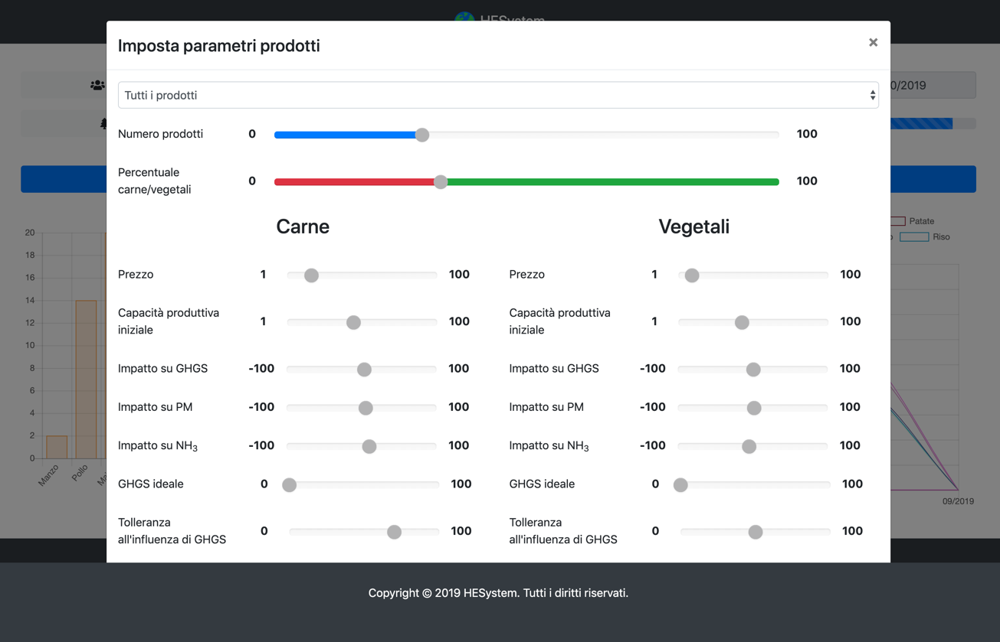 HESystem
Imposta parametri prodotti
×
Tutti i prodotti
0/2019
Numero prodotti 0 100
Percentuale
carne/vegetali 0 100
Carne Vegetali
Prezzo 1 100 Prezzo 1 100
Capacità produttiva
iniziale 1 100 Capacità produttiva
iniziale 1 100
Impatto su GHGS -100 100 Impatto su GHGS -100 100
Impatto su PM -100 100 Impatto su PM -100 100
Impatto su NH₃ -100 100 Impatto su NH₃ -100 100
GHGS ideale 0 100 GHGS ideale 0 100
Tolleranza
all'influenza di GHGS 0 100 Tolleranza
all'influenza di GHGS 0 100
20
18
16
14
12
10
8
6
4
2
0
Manzo
Pollo
Ma
Patate
o Riso
09/2019
Copyright © 2019 HESystem. Tutti i diritti riservati.